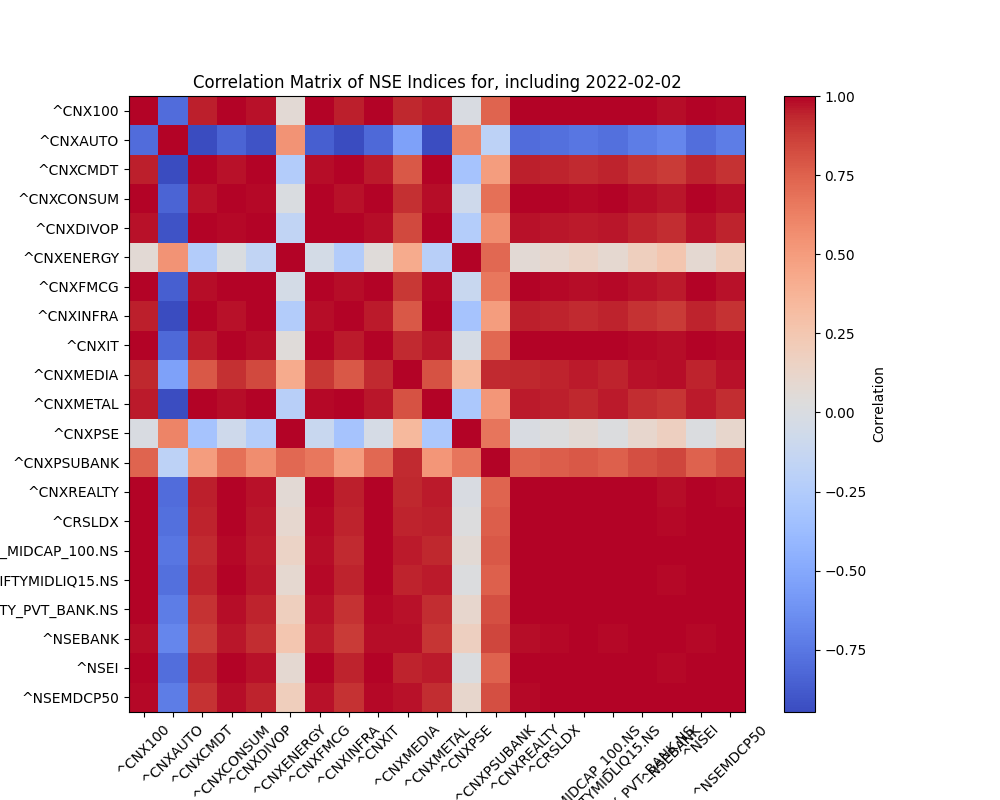 Correlation Matrix of NSE Indices for, including 2022-02-02
^CNX100
^CNXAUTO
^CNXCMDT
^CNXCONSUM
^CNXDIVOP
^CNXENERGY
^CNXFMCG
^CNXINFRA
^CNXIT
^CNXMEDIA
^CNXMETAL
^CNXPSE
^CNXPSUBANK
^CNXREALTY
^CRSLDX
_MIDCAP_100.NS
IFTYMIDLIQ15.NS
TY_PVT_BANK.NS
^NSEBANK
^NSEI
^NSEMDCP50
^CNX100
^CNXAUTO
^CNXCMDT
^CNXCONSUM
^CNXDIVOP
^CNXENERGY
^CNXFMCG
^CNXINFRA
^CNXIT
^CNXMEDIA
^CNXMETAL
^CNXPSE
^CNXPSUBANK
^CNXREALTY
^CRSLDX
MIDCAP_100.NS
TYMIDLIQ15.NS
_PVT_BANK.NS
^NSEBANK
^NSEI
^NSEMDCP50
1.00
0.75
0.50
0.25
0.00
−0.25
−0.50
−0.75
Correlation